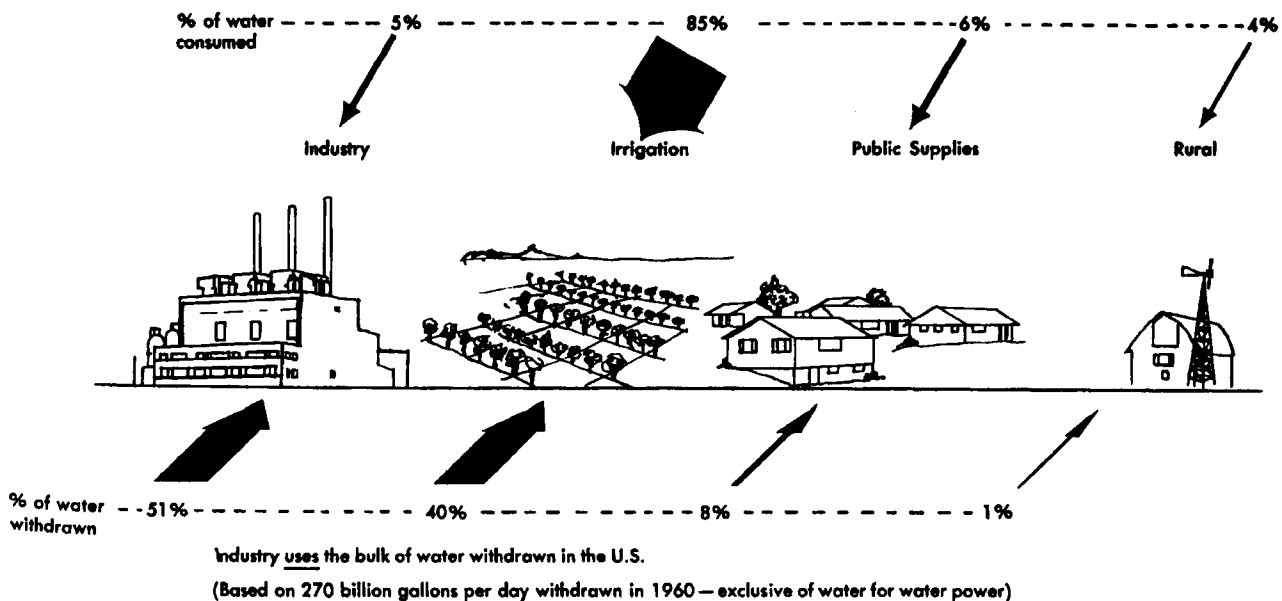 % of water consumed 5% 85% 6% 4%
Industry Irrigation Public Supplies Rural
% of water withdrawn 51% 40% 8% 1%
Industry uses the bulk of water withdrawn in the U.S.
(Based on 270 billion gallons per day withdrawn in 1960—exclusive of water for water power)